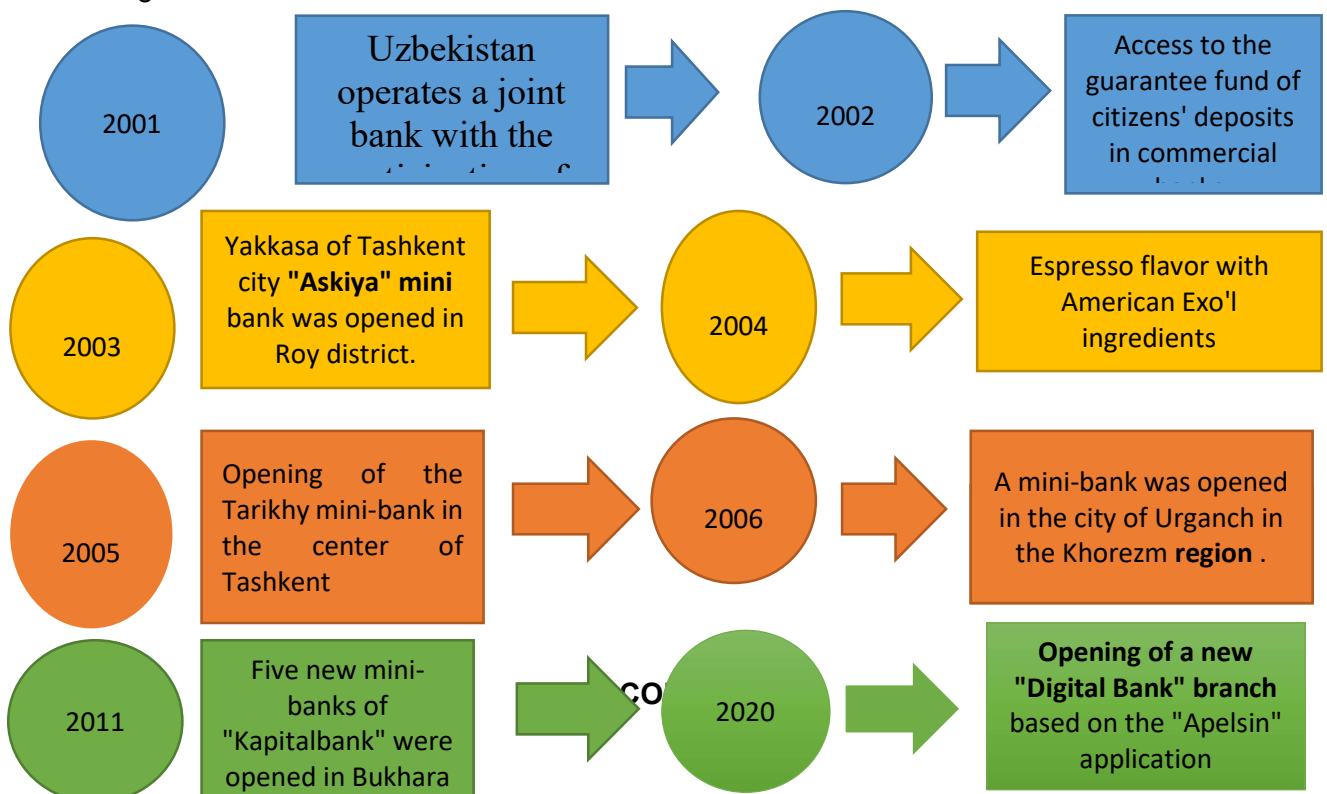 2001
Uzbekistan
operates a joint
bank with the
2002
Access to the
guarantee fund of
citizens' deposits
in commercial
2003
Yakkasa of Tashkent
city "Askiya" mini
bank was opened in
Roy district.
2004
Espresso flavor with
American Exo'l
ingredients
2005
Opening of the
Tarikhy mini-bank in
the center of
Tashkent
2006
A mini-bank was opened
in the city of Urganch in
the Khorezm region .
2011
Five new mini-
banks of
"Kapitalbank" were
opened in Bukhara
2020
Opening of a new
"Digital Bank" branch
based on the "Apelsin"
application